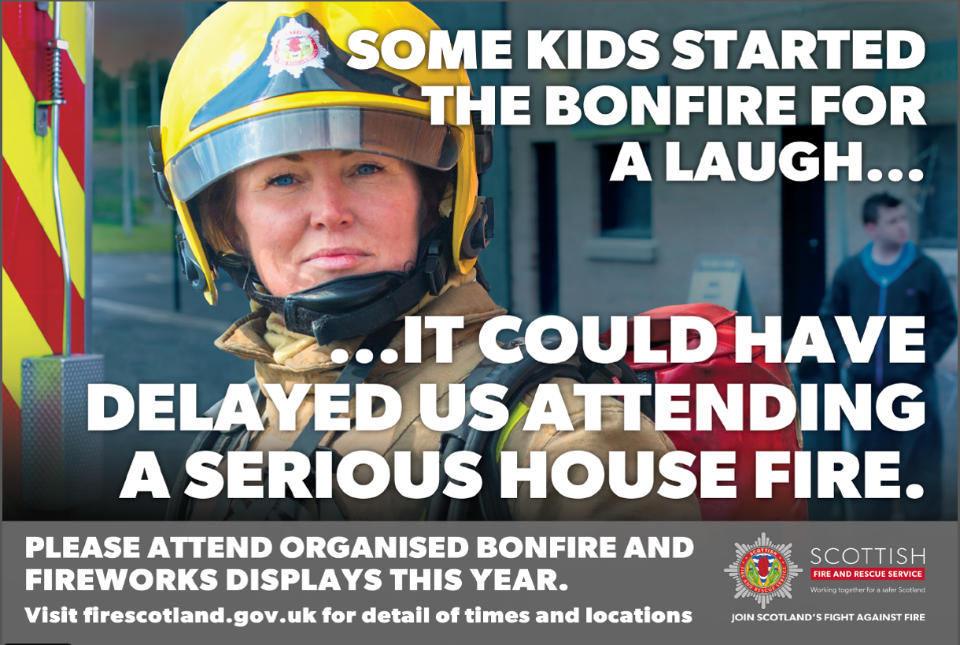 SOME KIDS STARTED
THE BONFIRE FOR
A LAUGH...
...IT COULD HAVE
DELAYED US ATTENDING
A SERIOUS HOUSE FIRE.
PLEASE ATTEND ORGANISED BONFIRE AND
FIREWORKS DISPLAYS THIS YEAR.
Visit firescotland.gov.uk for detail of times and locations
SCOTTISH
FIRE AND RESCUE SERVICE
Working together for a safer Scotland
JOIN SCOTLAND'S FIGHT AGAINST FIRE